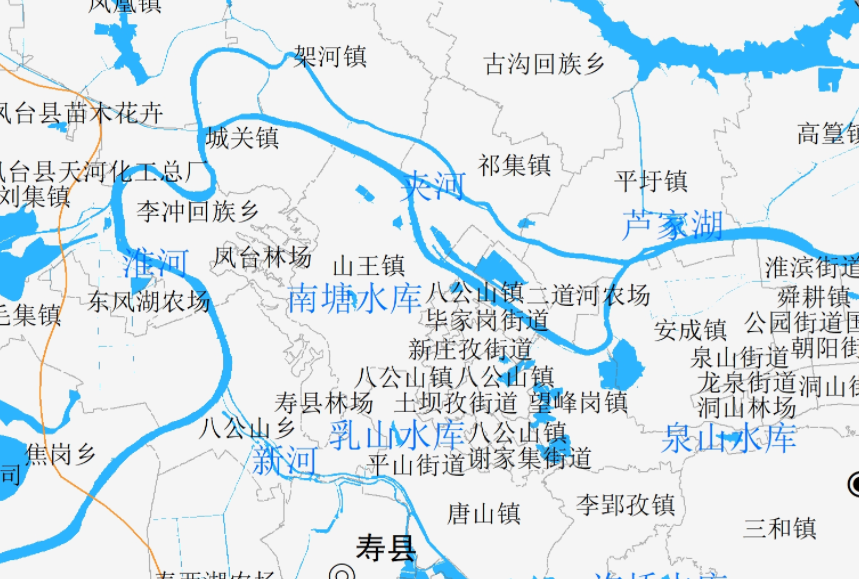 凤凰镇
架河镇
古沟回族乡
凤台县苗木花卉
城关镇
高皇镇
祁集镇
凤台县天河化工总厂
夹河
平圩镇
刘集镇
李冲回族乡
芦家湖
淮河
凤台林场
山王镇
淮滨街道
南塘水库
八公山镇
二道河农场
舜耕镇
东风湖农场
毛集镇
毕家岗街道
安成镇
公园街道
新庄孜街道
泉山街道
朝阳街
八公山镇
八公山镇
龙泉街道
洞山街
寿县林场
土坝孜街道
望峰岗镇
洞山林场
八公山乡
乳山水库
八公山镇
泉山水库
焦岗乡
新河
平山街道
谢家集街道
司
唐山镇
李郢孜镇
三和镇
寿县